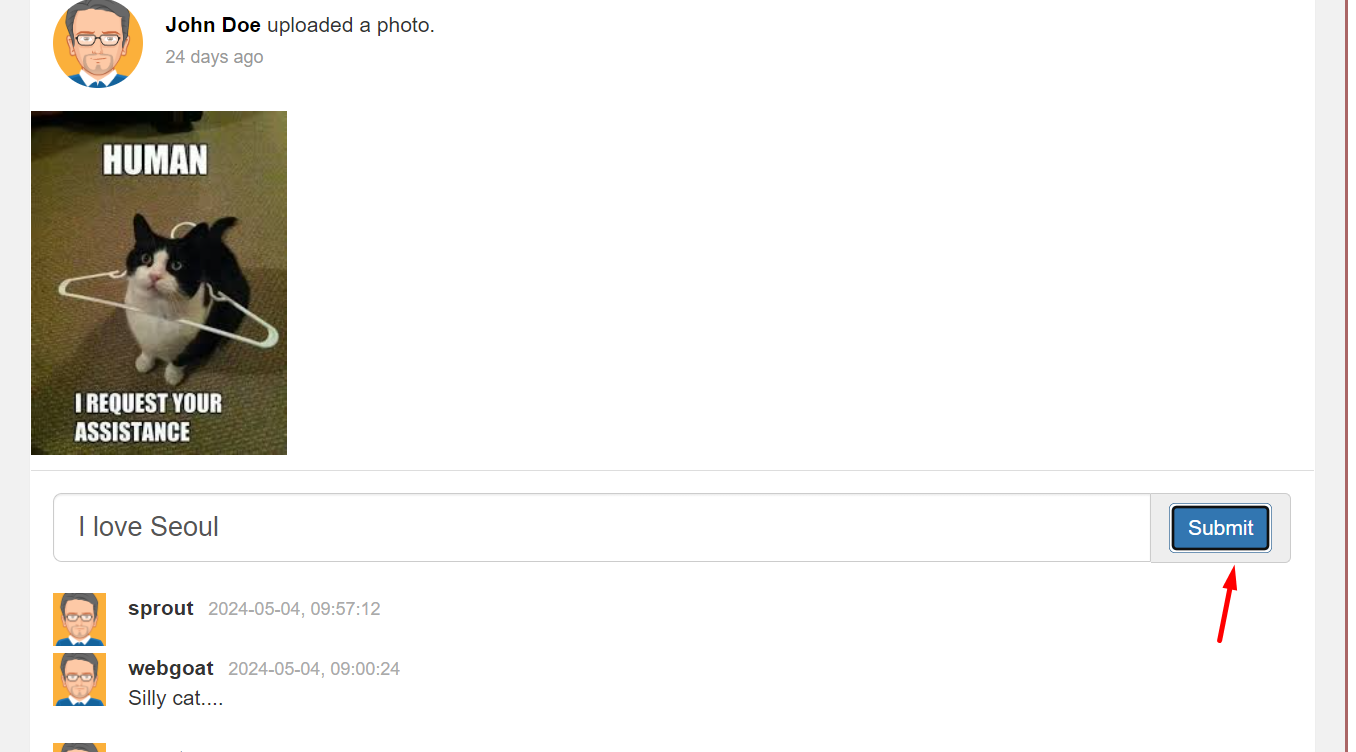 John Doe uploaded a photo.
24 days ago
HUMAN
I REQUEST YOUR
ASSISTANCE
I love Seoul
Submit
sprout 2024-05-04, 09:57:12
webgoat 2024-05-04, 09:00:24
Silly cat....